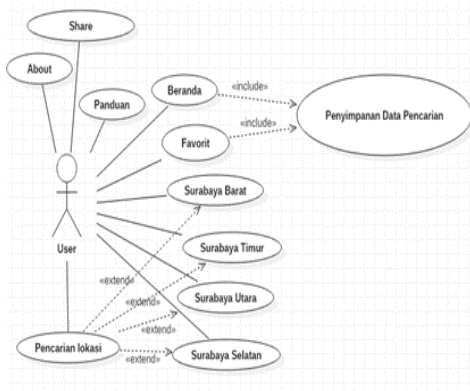 Share
About
Panduan
Beranda
«include»
Penyimpanan Data Pencarian
«include»
Favorit
Surabaya Barat
User
Surabaya Timur
«extend»
«extend»
Surabaya Utara
«extend»
Pencarian lokasi
«extend»
Surabaya Selatan